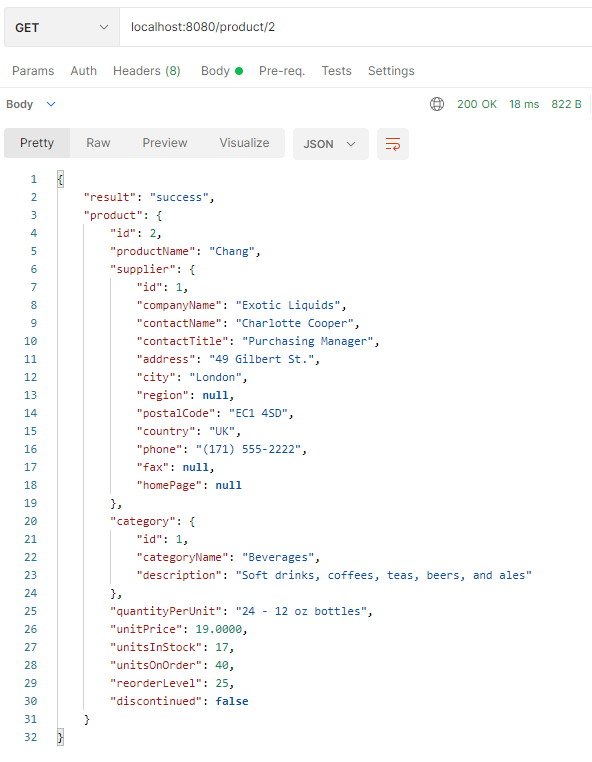 GET localhost:8080/product/2
Params Auth Headers (8) Body Pre-req. Tests Settings
Body 200 OK 18 ms 822 B
Pretty Raw Preview Visualize JSON
1 {
2 "result": "success",
3 "product": {
4 "id": 2,
5 "productName": "Chang",
6 "supplier": {
7 "id": 1,
8 "companyName": "Exotic Liquids",
9 "contactName": "Charlotte Cooper",
10 "contactTitle": "Purchasing Manager",
11 "address": "49 Gilbert St.",
12 "city": "London",
13 "region": null,
14 "postalCode": "EC1 4SD",
15 "country": "UK",
16 "phone": "(171) 555-2222",
17 "fax": null,
18 "homePage": null
19 },
20 "category": {
21 "id": 1,
22 "categoryName": "Beverages",
23 "description": "Soft drinks, coffees, teas, beers, and ales"
24 },
25 "quantityPerUnit": "24 - 12 oz bottles",
26 "unitPrice": 19.0000,
27 "unitsInStock": 17,
28 "unitsOnOrder": 40,
29 "reorderLevel": 25,
30 "discontinued": false
31 }
32 }